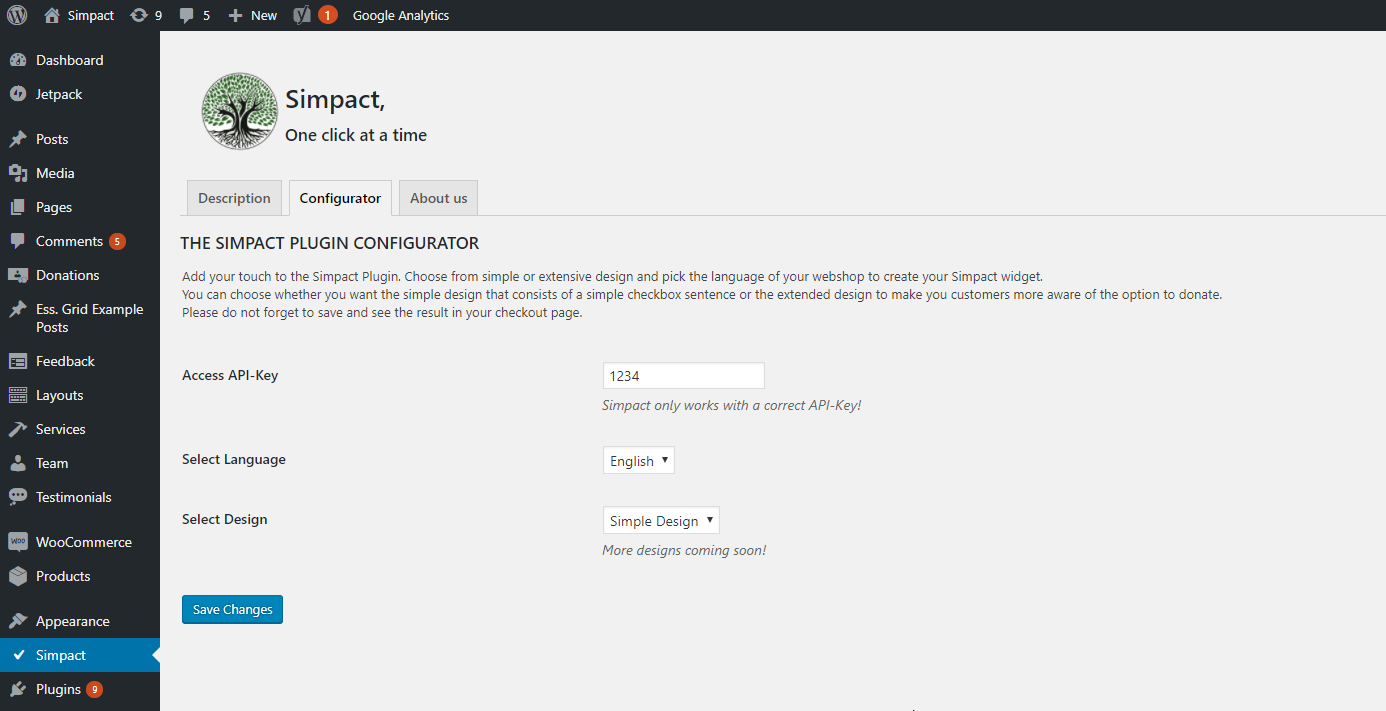 Simpact 9 5 New 1 Google Analytics
Dashboard
Jetpack
Posts
Media
Pages
Comments 5
Donations
Ess. Grid Example
Posts
Feedback
Layouts
Services
Team
Testimonials
WOO WooCommerce
Products
Appearance
Simpact
Plugins 9
Simpact,
One click at a time
Description Configurator About us
THE SIMPACT PLUGIN CONFIGURATOR
Add your touch to the Simpact Plugin. Choose from simple or extensive design and pick the language of your webshop to create your Simpact widget.
You can choose whether you want the simple design that consists of a simple checkbox sentence or the extended design to make you customers more aware of the option to donate.
Please do not forget to save and see the result in your checkout page.
Access API-Key 1234
Simpact only works with a correct API-Key!
Select Language English
Select Design Simple Design
More designs coming soon!
Save Changes